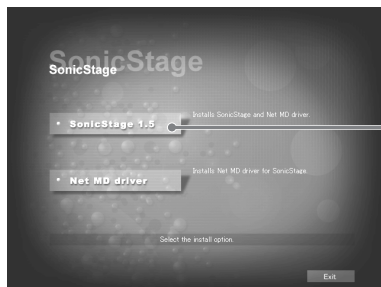 SonicStage
SonicStage
• SonicStage 1.5
Installs SonicStage and Net MD driver.
• Net MD driver
Installs Net MD driver for SonicStage.
Select the install option.
Exit